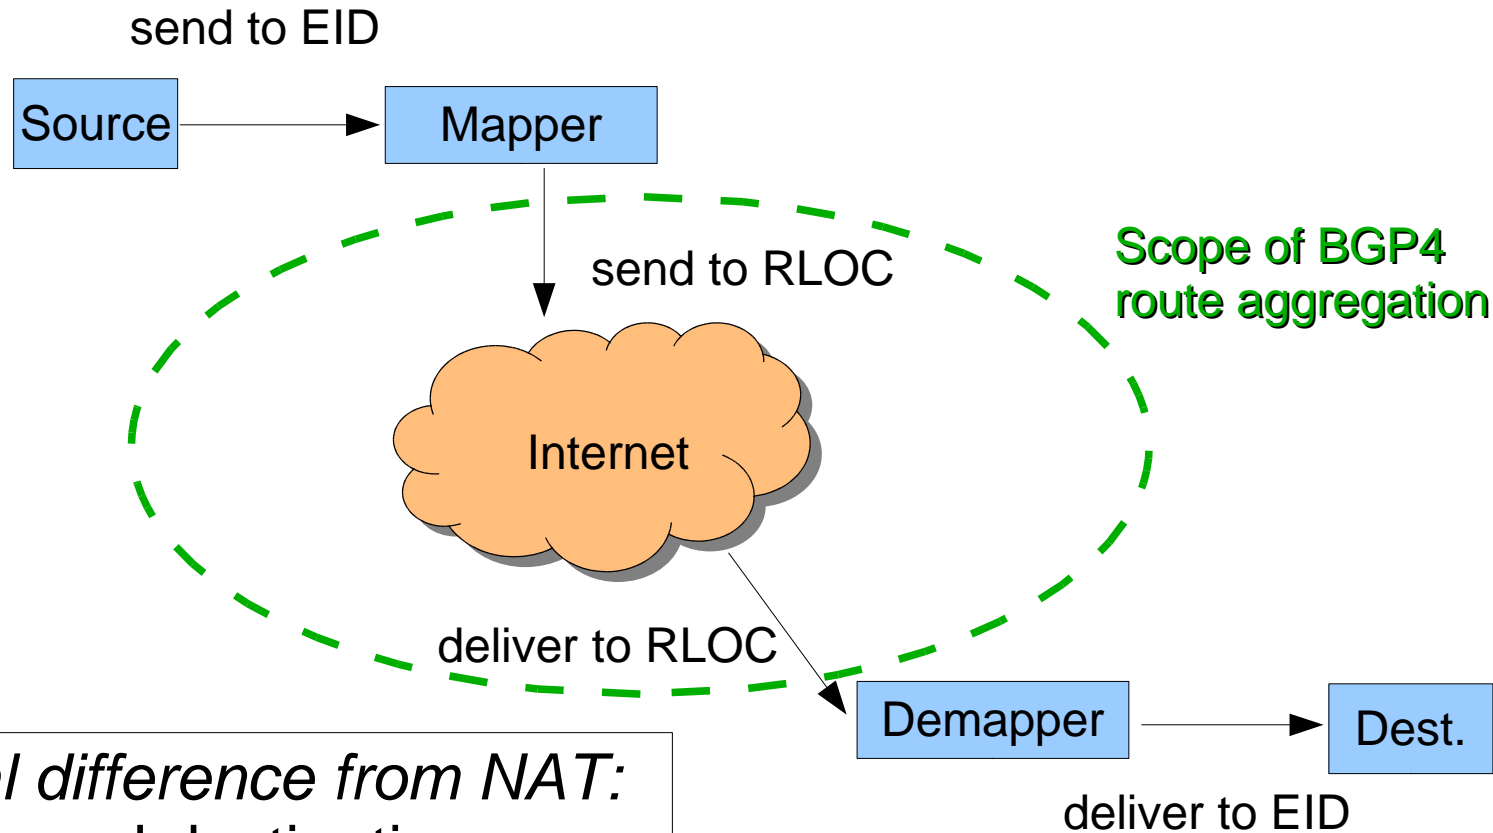 send to EID
Source
Mapper
send to RLOC
Scope of BGP4
route aggregation
Internet
deliver to RLOC
Demapper
Dest.
difference from NAT:
deliver to EID